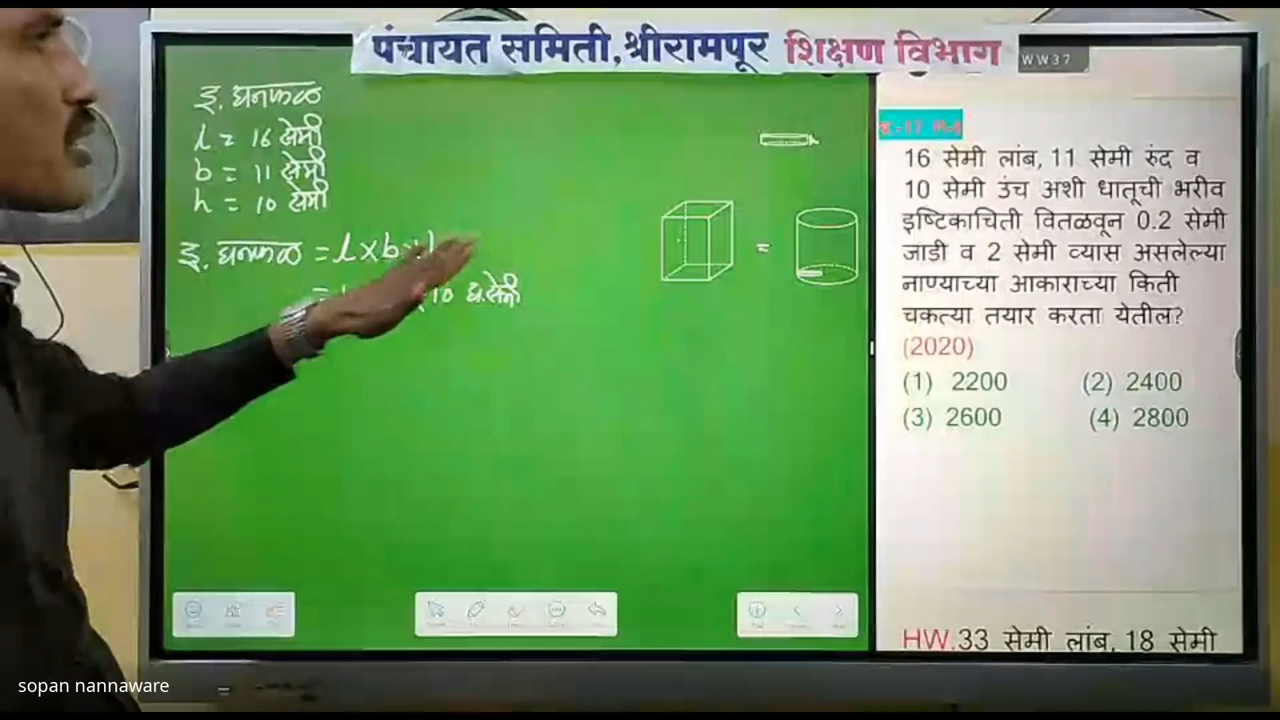 पंचायत समिती,श्रीरामपूर शिक्षण विभाग
WW37
इ. घनफळ
l = 16 सेमी
b = 11 सेमी
h = 10 सेमी
इ. घनफळ = l x b
= 10 घ.सेमी
=
16 सेमी लांब, 11 सेमी रुंद व
10 सेमी उंच अशी धातूची भरीव
इष्टिकाचिती वितळवून 0.2 सेमी
जाडी व 2 सेमी व्यास असलेल्या
नाण्याच्या आकाराच्या किती
चकत्या तयार करता येतील?
(2020)
(1) 2200 (2) 2400
(3) 2600 (4) 2800
HW.33 सेमी लांब, 18 सेमी
sopan nannaware